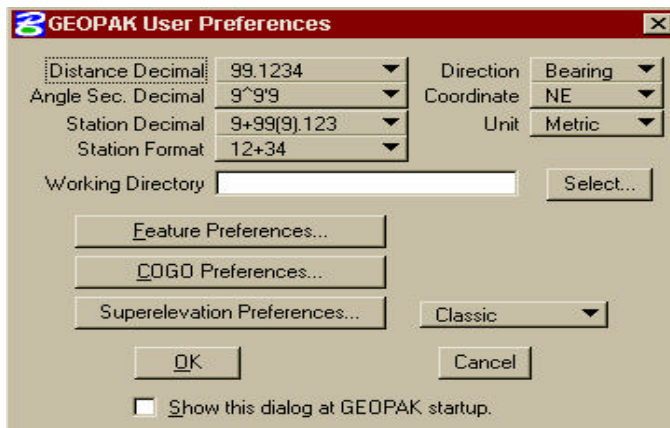 GEOPAK User Preferences
Distance Decimal 99.1234 Direction Bearing
Angle Sec. Decimal 9^9'9 Coordinate NE
Station Decimal 9+99(9).123 Unit Metric
Station Format 12+34
Working Directory Select...
Feature Preferences...
COGO Preferences...
Superelevation Preferences... Classic
OK Cancel
Show this dialog at GEOPAK startup.